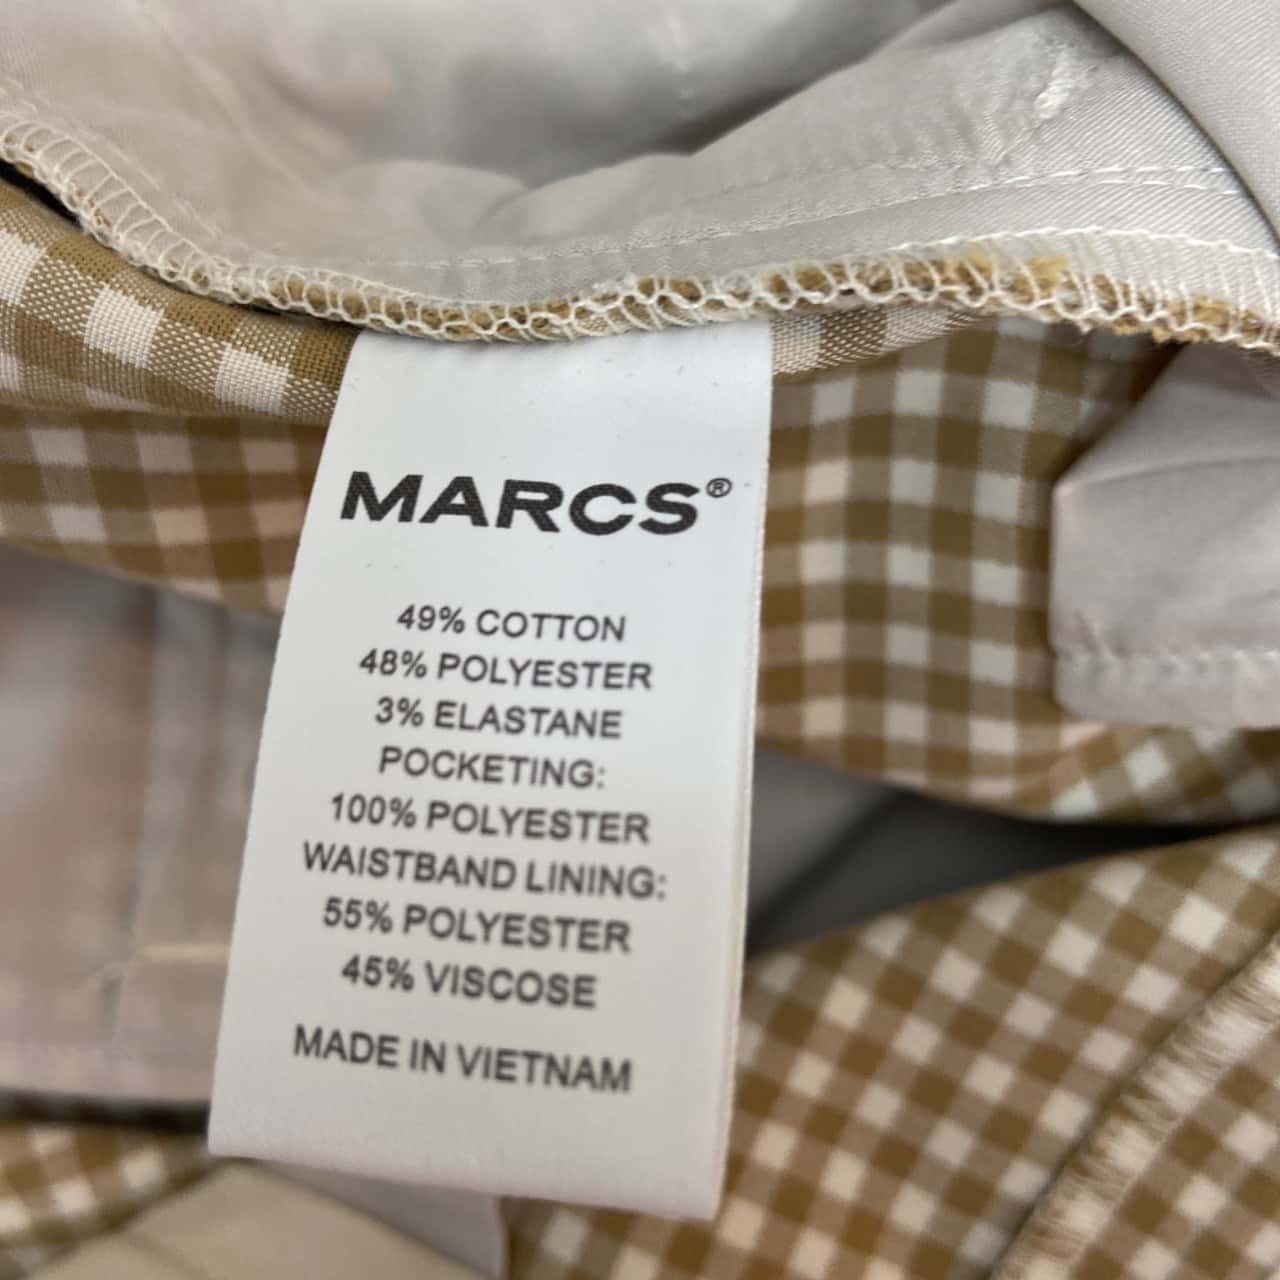 MARCS®
49% COTTON
48% POLYESTER
3% ELASTANE
POCKETING:
100% POLYESTER
WAISTBAND LINING:
55% POLYESTER
45% VISCOSE
MADE IN VIETNAM